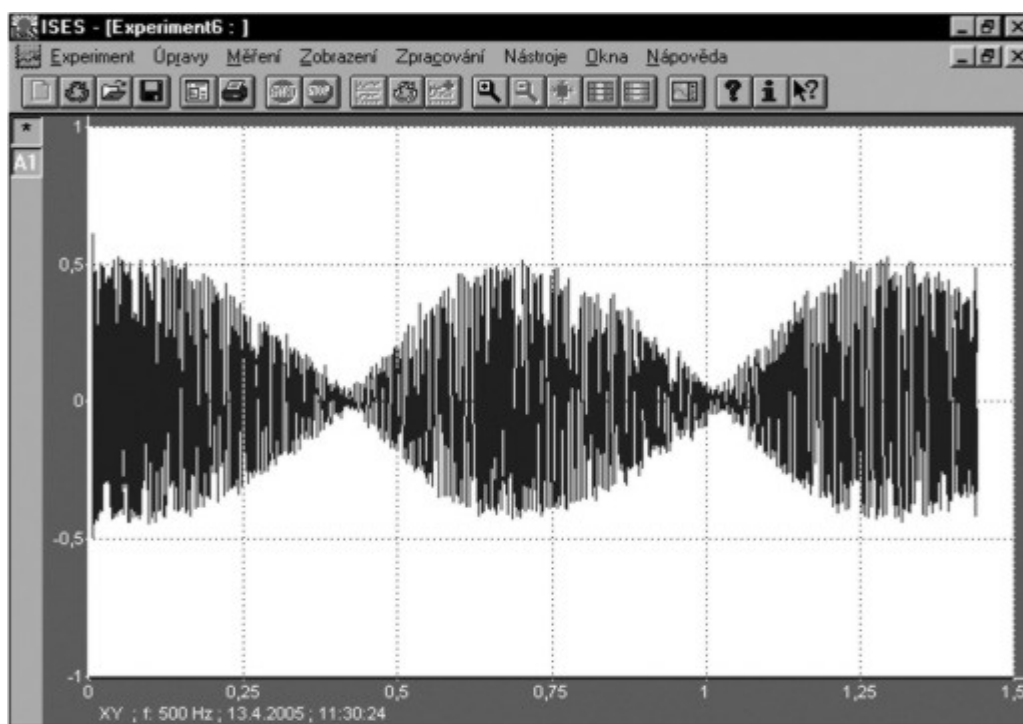 ISES - [Experiment6 : ]
Experiment Úpravy Měření Zobrazení Zpracování Nástroje Okna Nápověda
START STOP
*
A1
1
0,5
0
-0,5
-1
0 0,25 0,5 0,75 1 1,25 1,5
XY ; f: 500 Hz ; 13.4.2005 ; 11:30:24